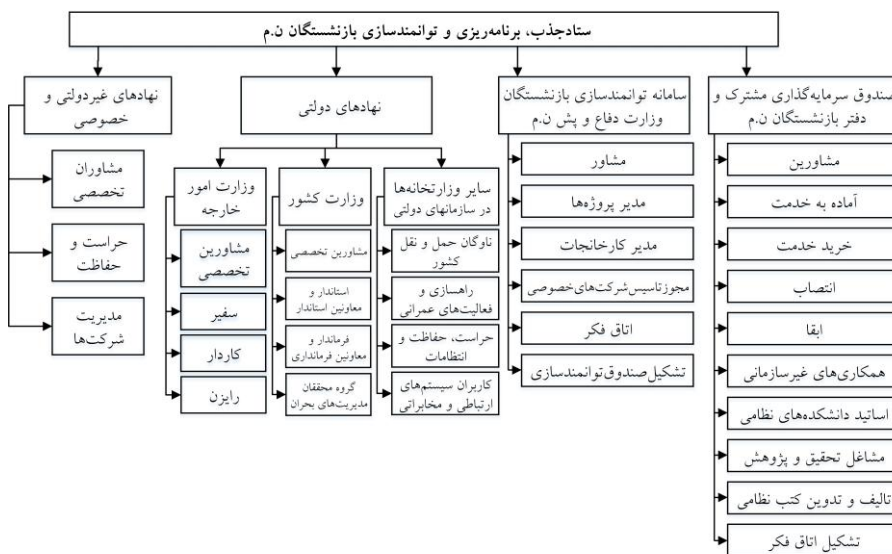 ستادجذب، برنامه‌ریزی و توانمندسازی بازنشستگان ن.م
صندوق سرمایه‌گذاری مشترک و
دفتر بازنشستگان ن.م
مشاورین
آماده به خدمت
خرید خدمت
انتصاب
ابقا
همکاری‌های غیرسازمانی
اساتید دانشکده‌های نظامی
مشاغل تحقیق و پژوهش
تالیف و تدوین کتب نظامی
تشکیل اتاق فکر
سامانه توانمندسازی بازنشستگان
وزارت دفاع و پش ن.م
مشاور
مدیر پروژه‌ها
مدیر کارخانجات
مجوزتاسیس شرکت‌های خصوصی
اتاق فکر
تشکیل‌صندوق‌توانمندسازی
نهادهای دولتی
سایر وزارتخانه‌ها
در سازمانهای دولتی
ناوگان حمل و نقل
کشور
راهسازی و
فعالیت‌های عمرانی
حراست، حفاظت و
انتظامات
کاربران سیستم‌های
ارتباطی و مخابراتی
وزارت کشور
مشاورین تخصصی
استاندار و
معاونین استاندار
فرماندار و
معاونین فرمانداری
گروه محققان
مدیریت‌های بحران
وزارت امور
خارجه
مشاورین
تخصصی
سفیر
کاردار
رایزن
نهادهای غیردولتی و
خصوصی
مشاوران
تخصصی
حراست و
حفاظت
مدیریت
شرکت‌ها